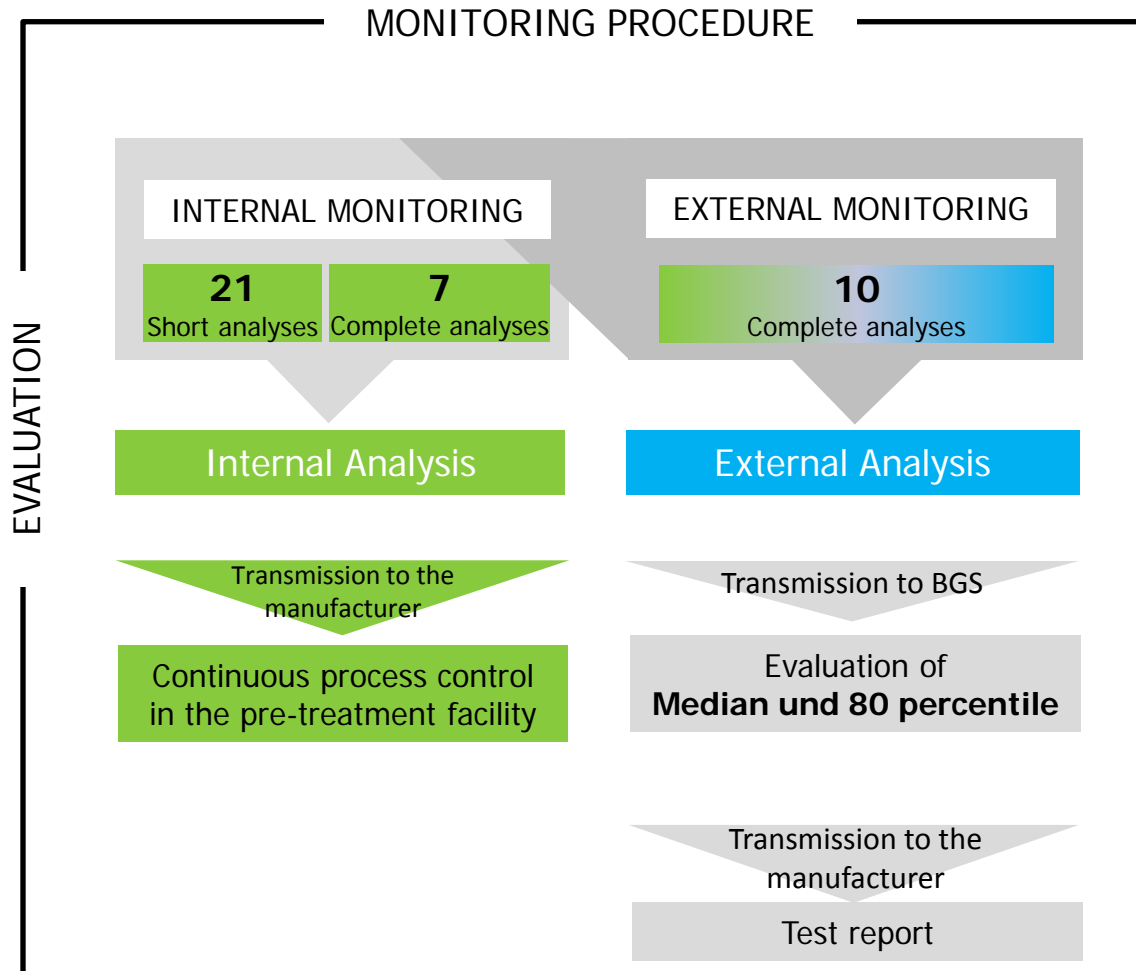 MONITORING PROCEDURE
EVALUATION
INTERNAL MONITORING
21
Short analyses
7
Complete analyses
EXTERNAL MONITORING
10
Complete analyses
Internal Analysis
External Analysis
Transmission to the
manufacturer
Transmission to BGS
Continuous process control
in the pre-treatment facility
Evaluation of
Median und 80 percentile
Transmission to the
manufacturer
Test report